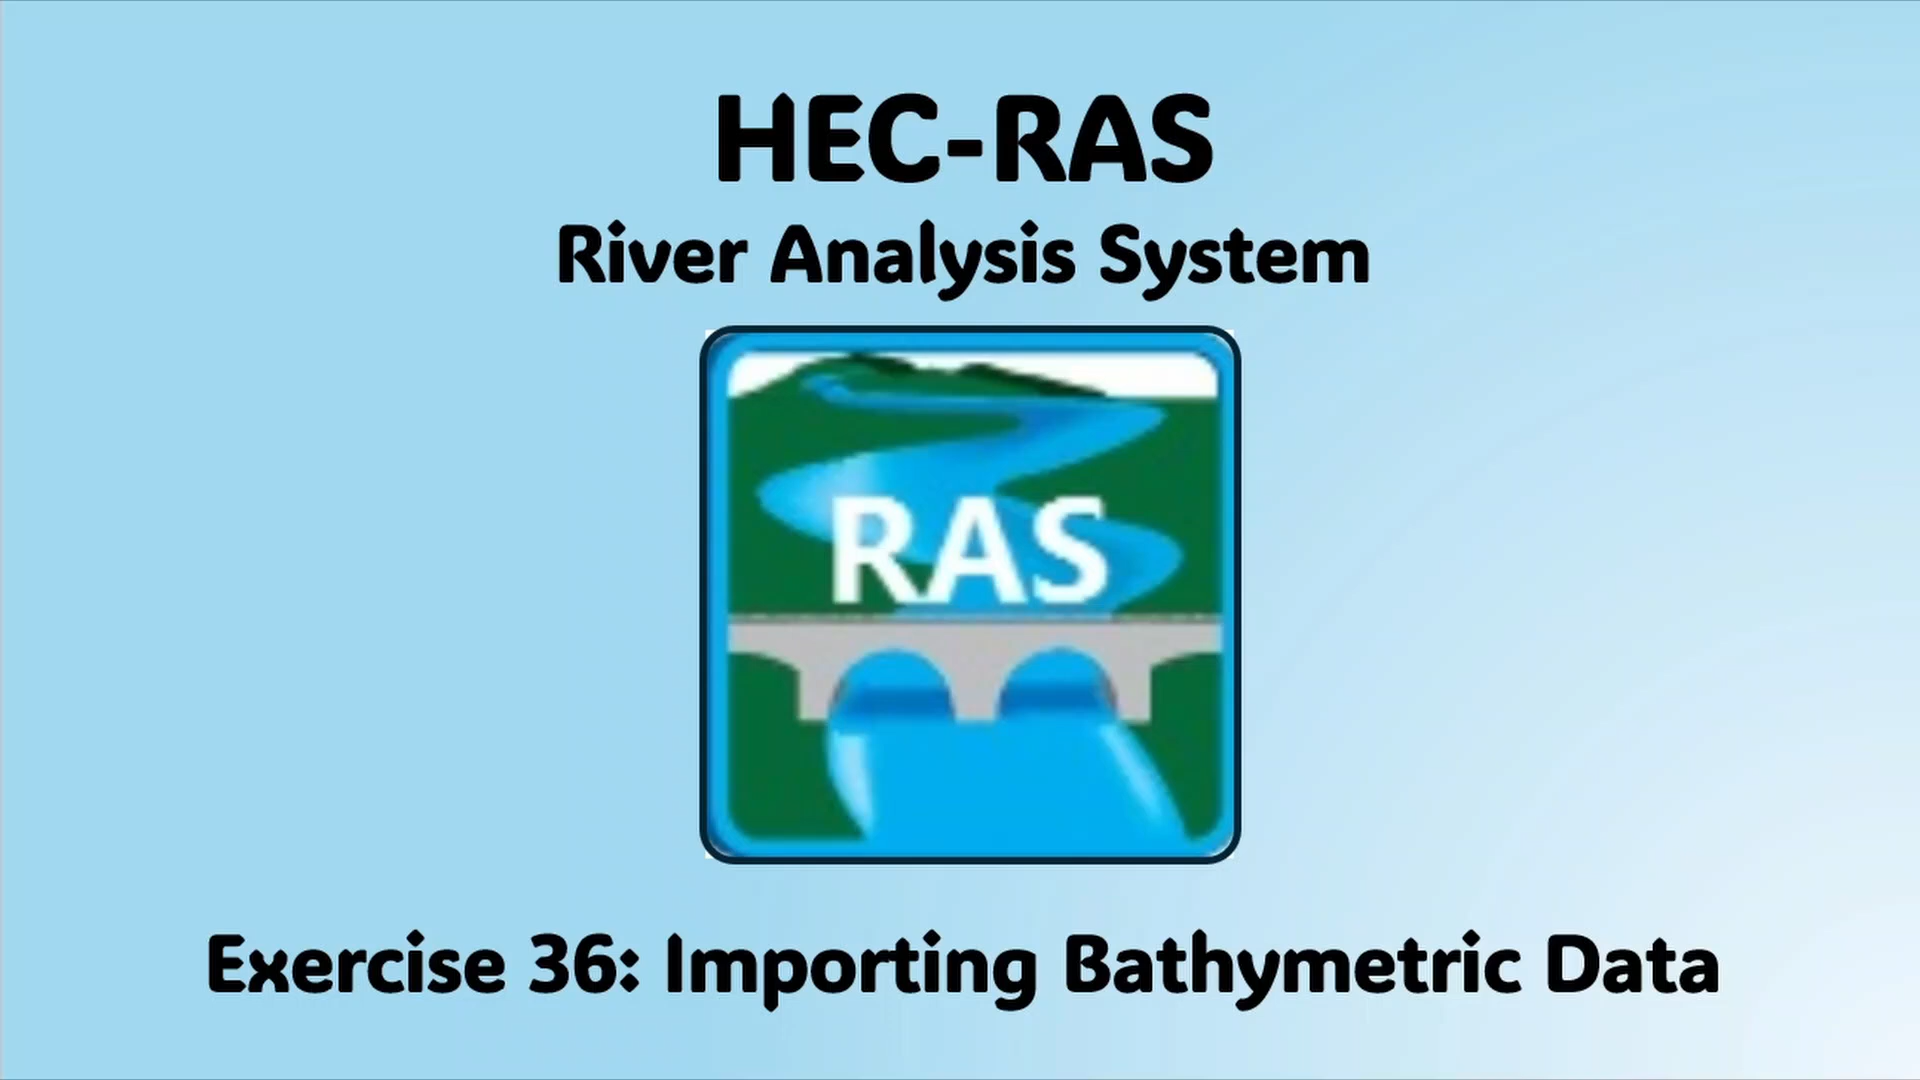 HEC-RAS
River Analysis System
RAS
Exercise 36: Importing Bathymetric Data